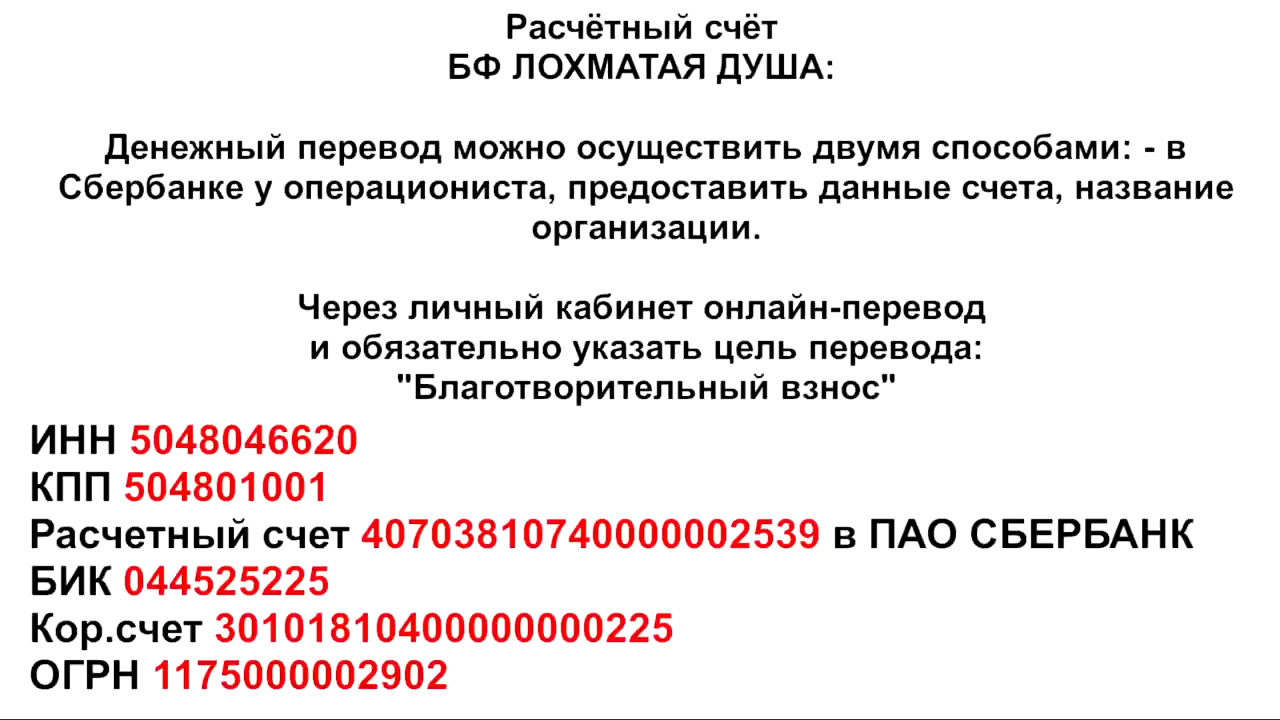 Расчётный счёт
БФ ЛОХМАТАЯ ДУША:
Денежный перевод можно осуществить двумя способами: - в
Сбербанке у операциониста, предоставить данные счета, название
организации.
Через личный кабинет онлайн-перевод
и обязательно указать цель перевода:
"Благотворительный взнос"
ИНН 5048046620
КПП 504801001
Расчетный счет 40703810740000002539 в ПАО СБЕРБАНК
БИК 044525225
Кор.счет 30101810400000000225
ОГРН 1175000002902